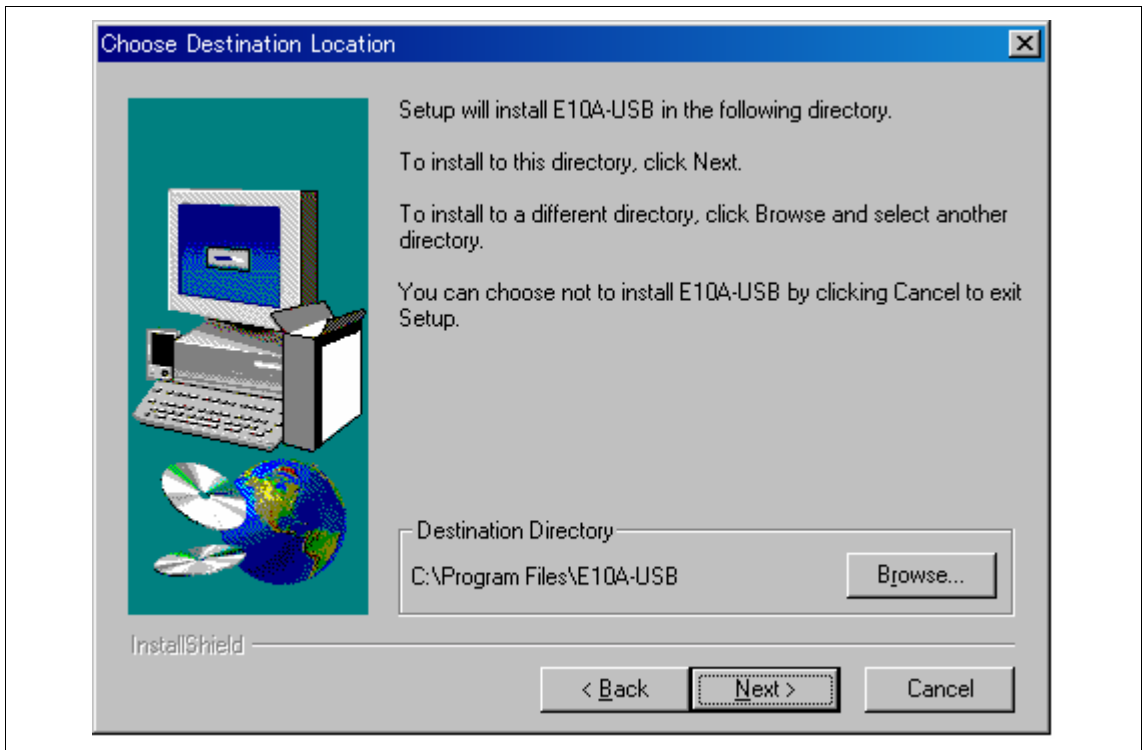 Choose Destination Location
Setup will install E10A-USB in the following directory.
To install to this directory, click Next.
To install to a different directory, click Browse and select another
directory.
You can choose not to install E10A-USB by clicking Cancel to exit
Setup.
Destination Directory
C:\Program Files\E10A-USB
Browse...
InstallShield
< Back
Next >
Cancel